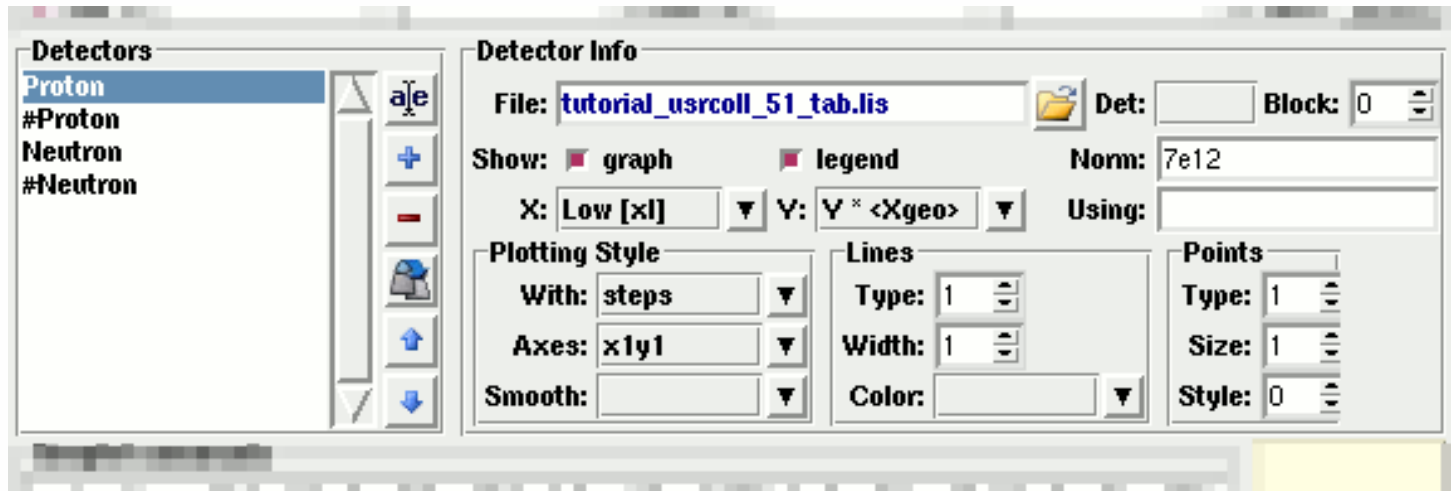 Detectors
Proton
#Proton
Neutron
#Neutron
a e
Detector Info
File: tutorial_usrcoll_51_tab.lis Det: Block: 0
Show: graph legend Norm: 7e12
X: Low [xl] Y: Y * <Xgeo> Using:
Plotting Style Lines Points
With: steps Type: 1 Type: 1
Axes: x1y1 Width: 1 Size: 1
Smooth: Color: Style: 0